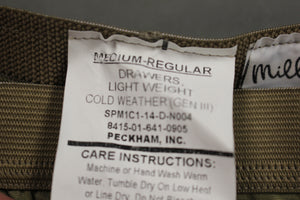 MEDIUM-REGULAR
DRAWERS
LIGHT WEIGHT
COLD WEATHER (GEN III)
SPM1C1-14-D-N004
8415-01-641-0905
PECKHAM, INC.
CARE INSTRUCTIONS:
Machine or Hand Wash Warm
Water, Tumble Dry On Low Heat
or Line Dry. Do Not Bleach